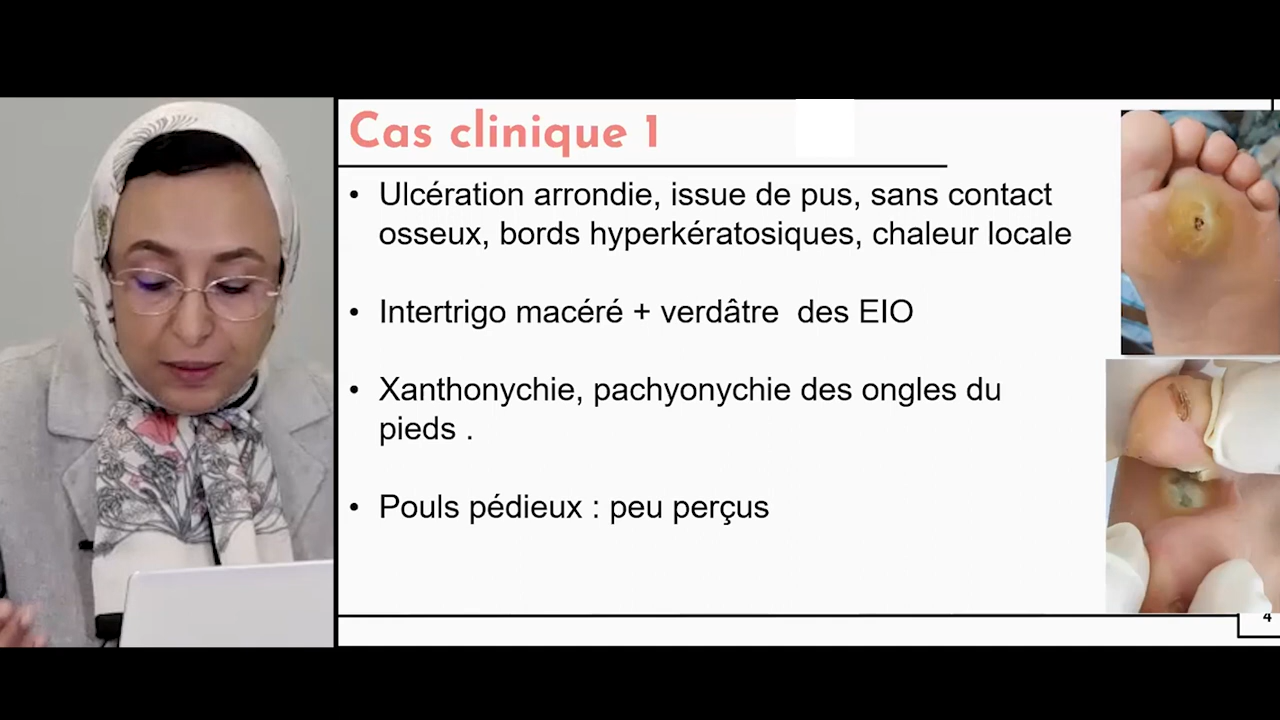 Cas clinique 1
• Ulcération arrondie, issue de pus, sans contact
osseux, bords hyperkératosiques, chaleur locale
• Intertrigo macéré + verdâtre des EIO
• Xanthonychie, pachyonychie des ongles du
pieds .
• Pouls pédieux : peu perçus
4